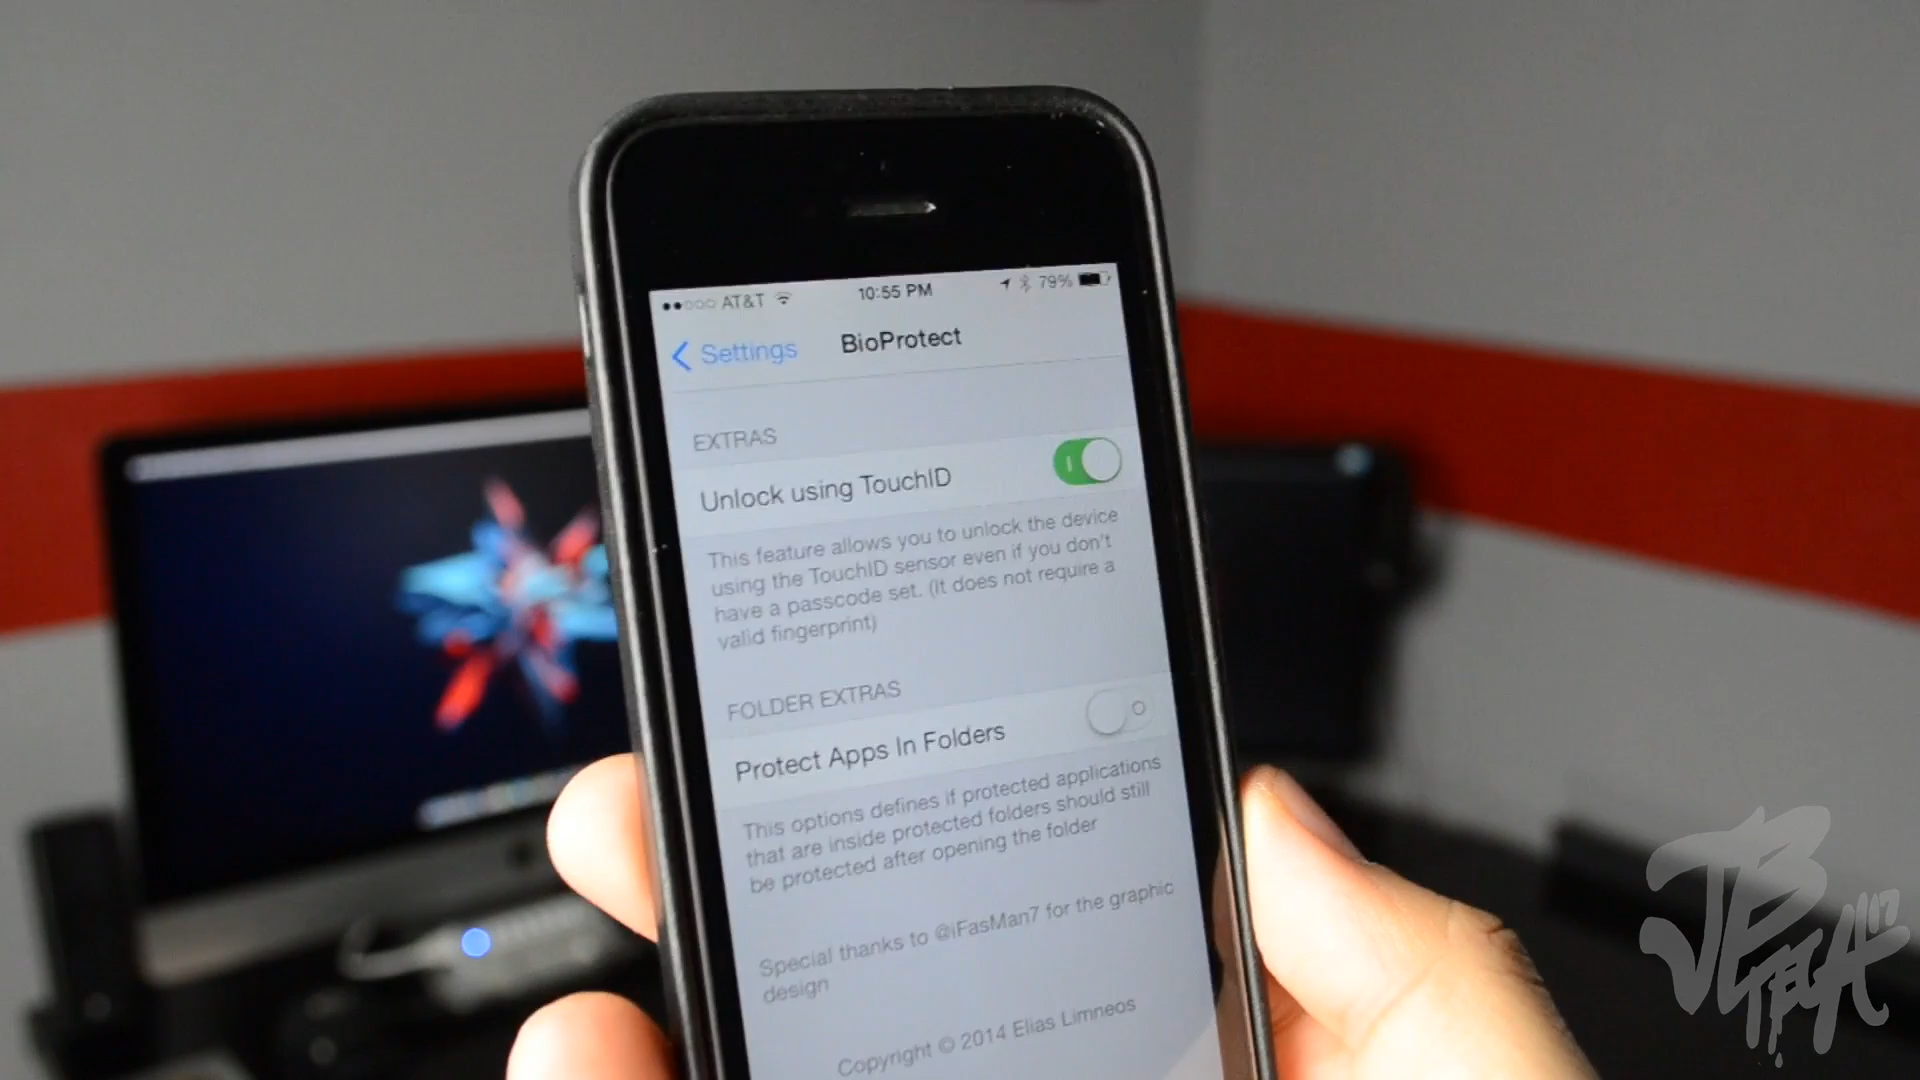 AT&T 10:55 PM 79%
Settings BioProtect
EXTRAS
Unlock using TouchID
This feature allows you to unlock the device
using the TouchID sensor even if you don't
have a passcode set. (It does not require a
valid fingerprint)
FOLDER EXTRAS
Protect Apps In Folders
This options defines if protected applications
that are inside protected folders should still
be protected after opening the folder
Special thanks to @iFasMan7 for the graphic
design
Copyright © 2014 Elias Limneos